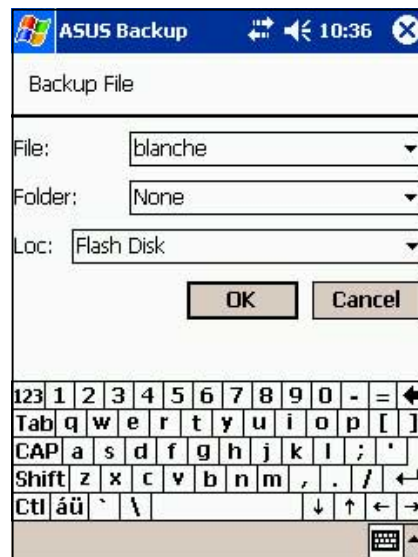 ASUS Backup 10:36
Backup File
File: blanche
Folder: None
Loc: Flash Disk
OK Cancel
123 1 2 3 4 5 6 7 8 9 0 - = ←
Tab q w e r t y u i o p [ ]
CAP a s d f g h j k l ; '
Shift z x c v b n m , . / ↵
Ctl áü ` \ ↓ ↑ ← →